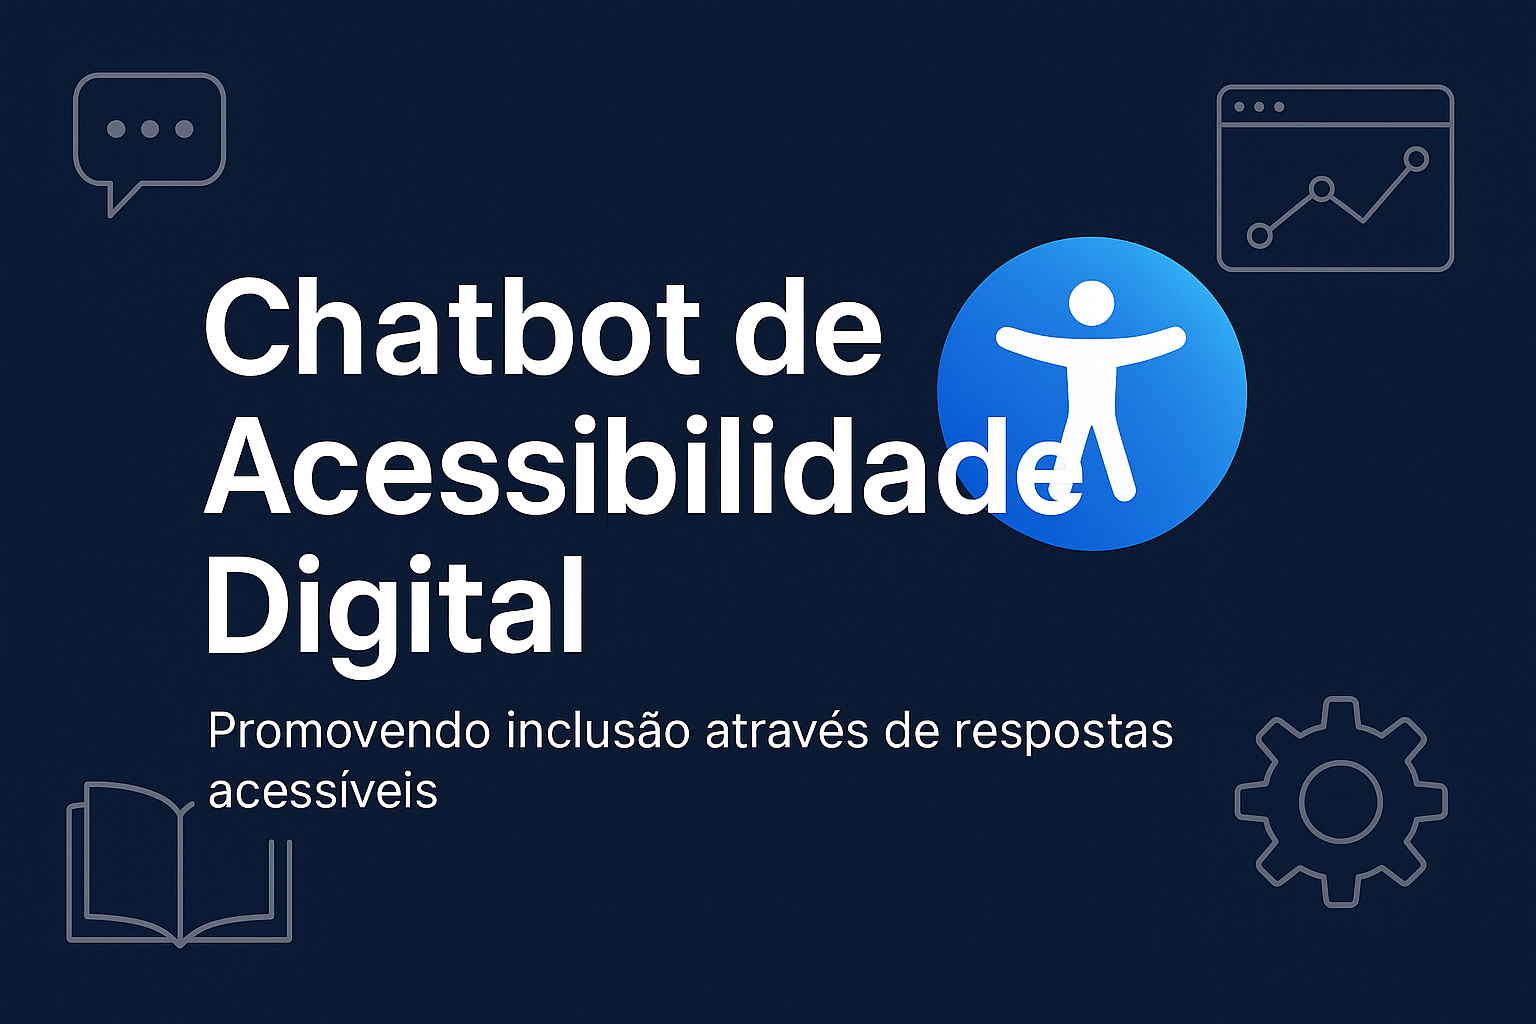 Chatbot de
Acessibilidade
Digital
Promovendo inclusão através de respostas
acessíveis